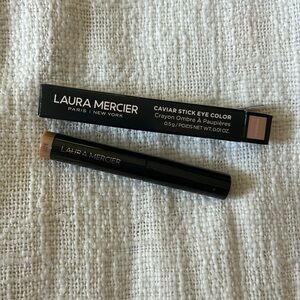 LAURA MERCIER
PARIS | NEW YORK
CAVIAR STICK EYE COLOR
Crayon Ombre À Paupières
0.5 g / POIDS NET WT. 0.01 OZ.
LAURA MERCIER